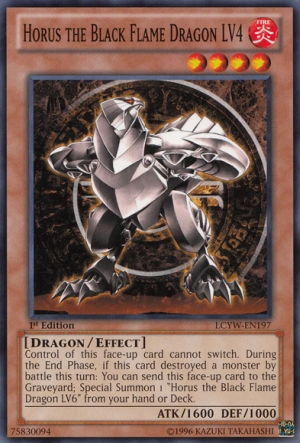 HORUS THE BLACK FLAME DRAGON LV4
FIRE
炎
1st Edition
LCYW-EN197
[DRAGON/EFFECT]
Control of this face-up card cannot switch. During
the End Phase, if this card destroyed a monster by
battle this turn: You can send this face-up card to the
Graveyard; Special Summon 1 "Horus the Black Flame
Dragon LV6" from your hand or Deck.
ATK/1600 DEF/1000
75830094
©1996 KAZUKI TAKAHASHI